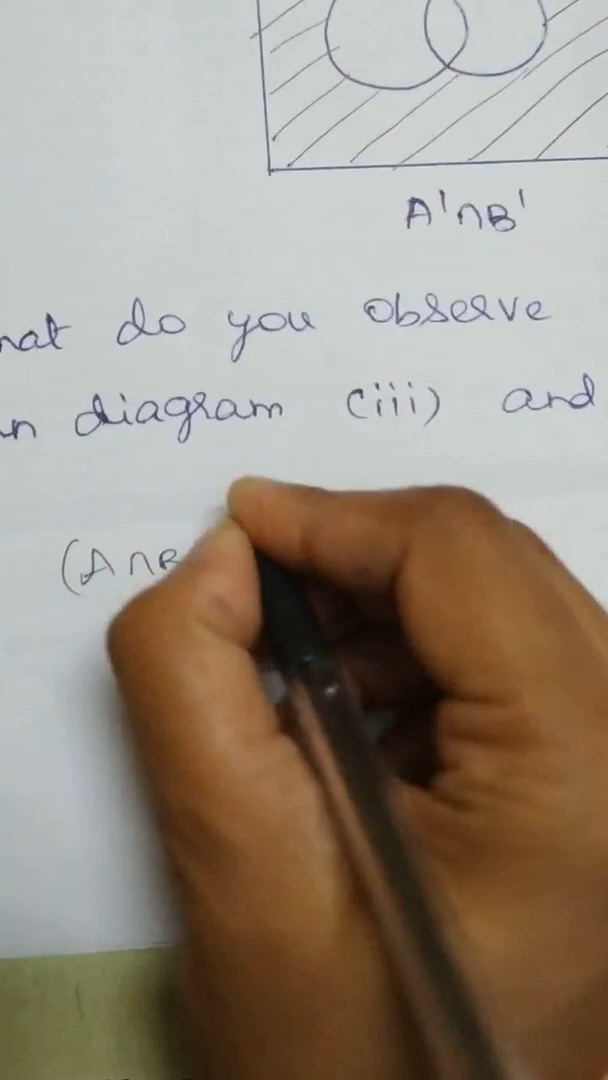 A'∩B'
do you observe
diagram (iii) and
(A∩B